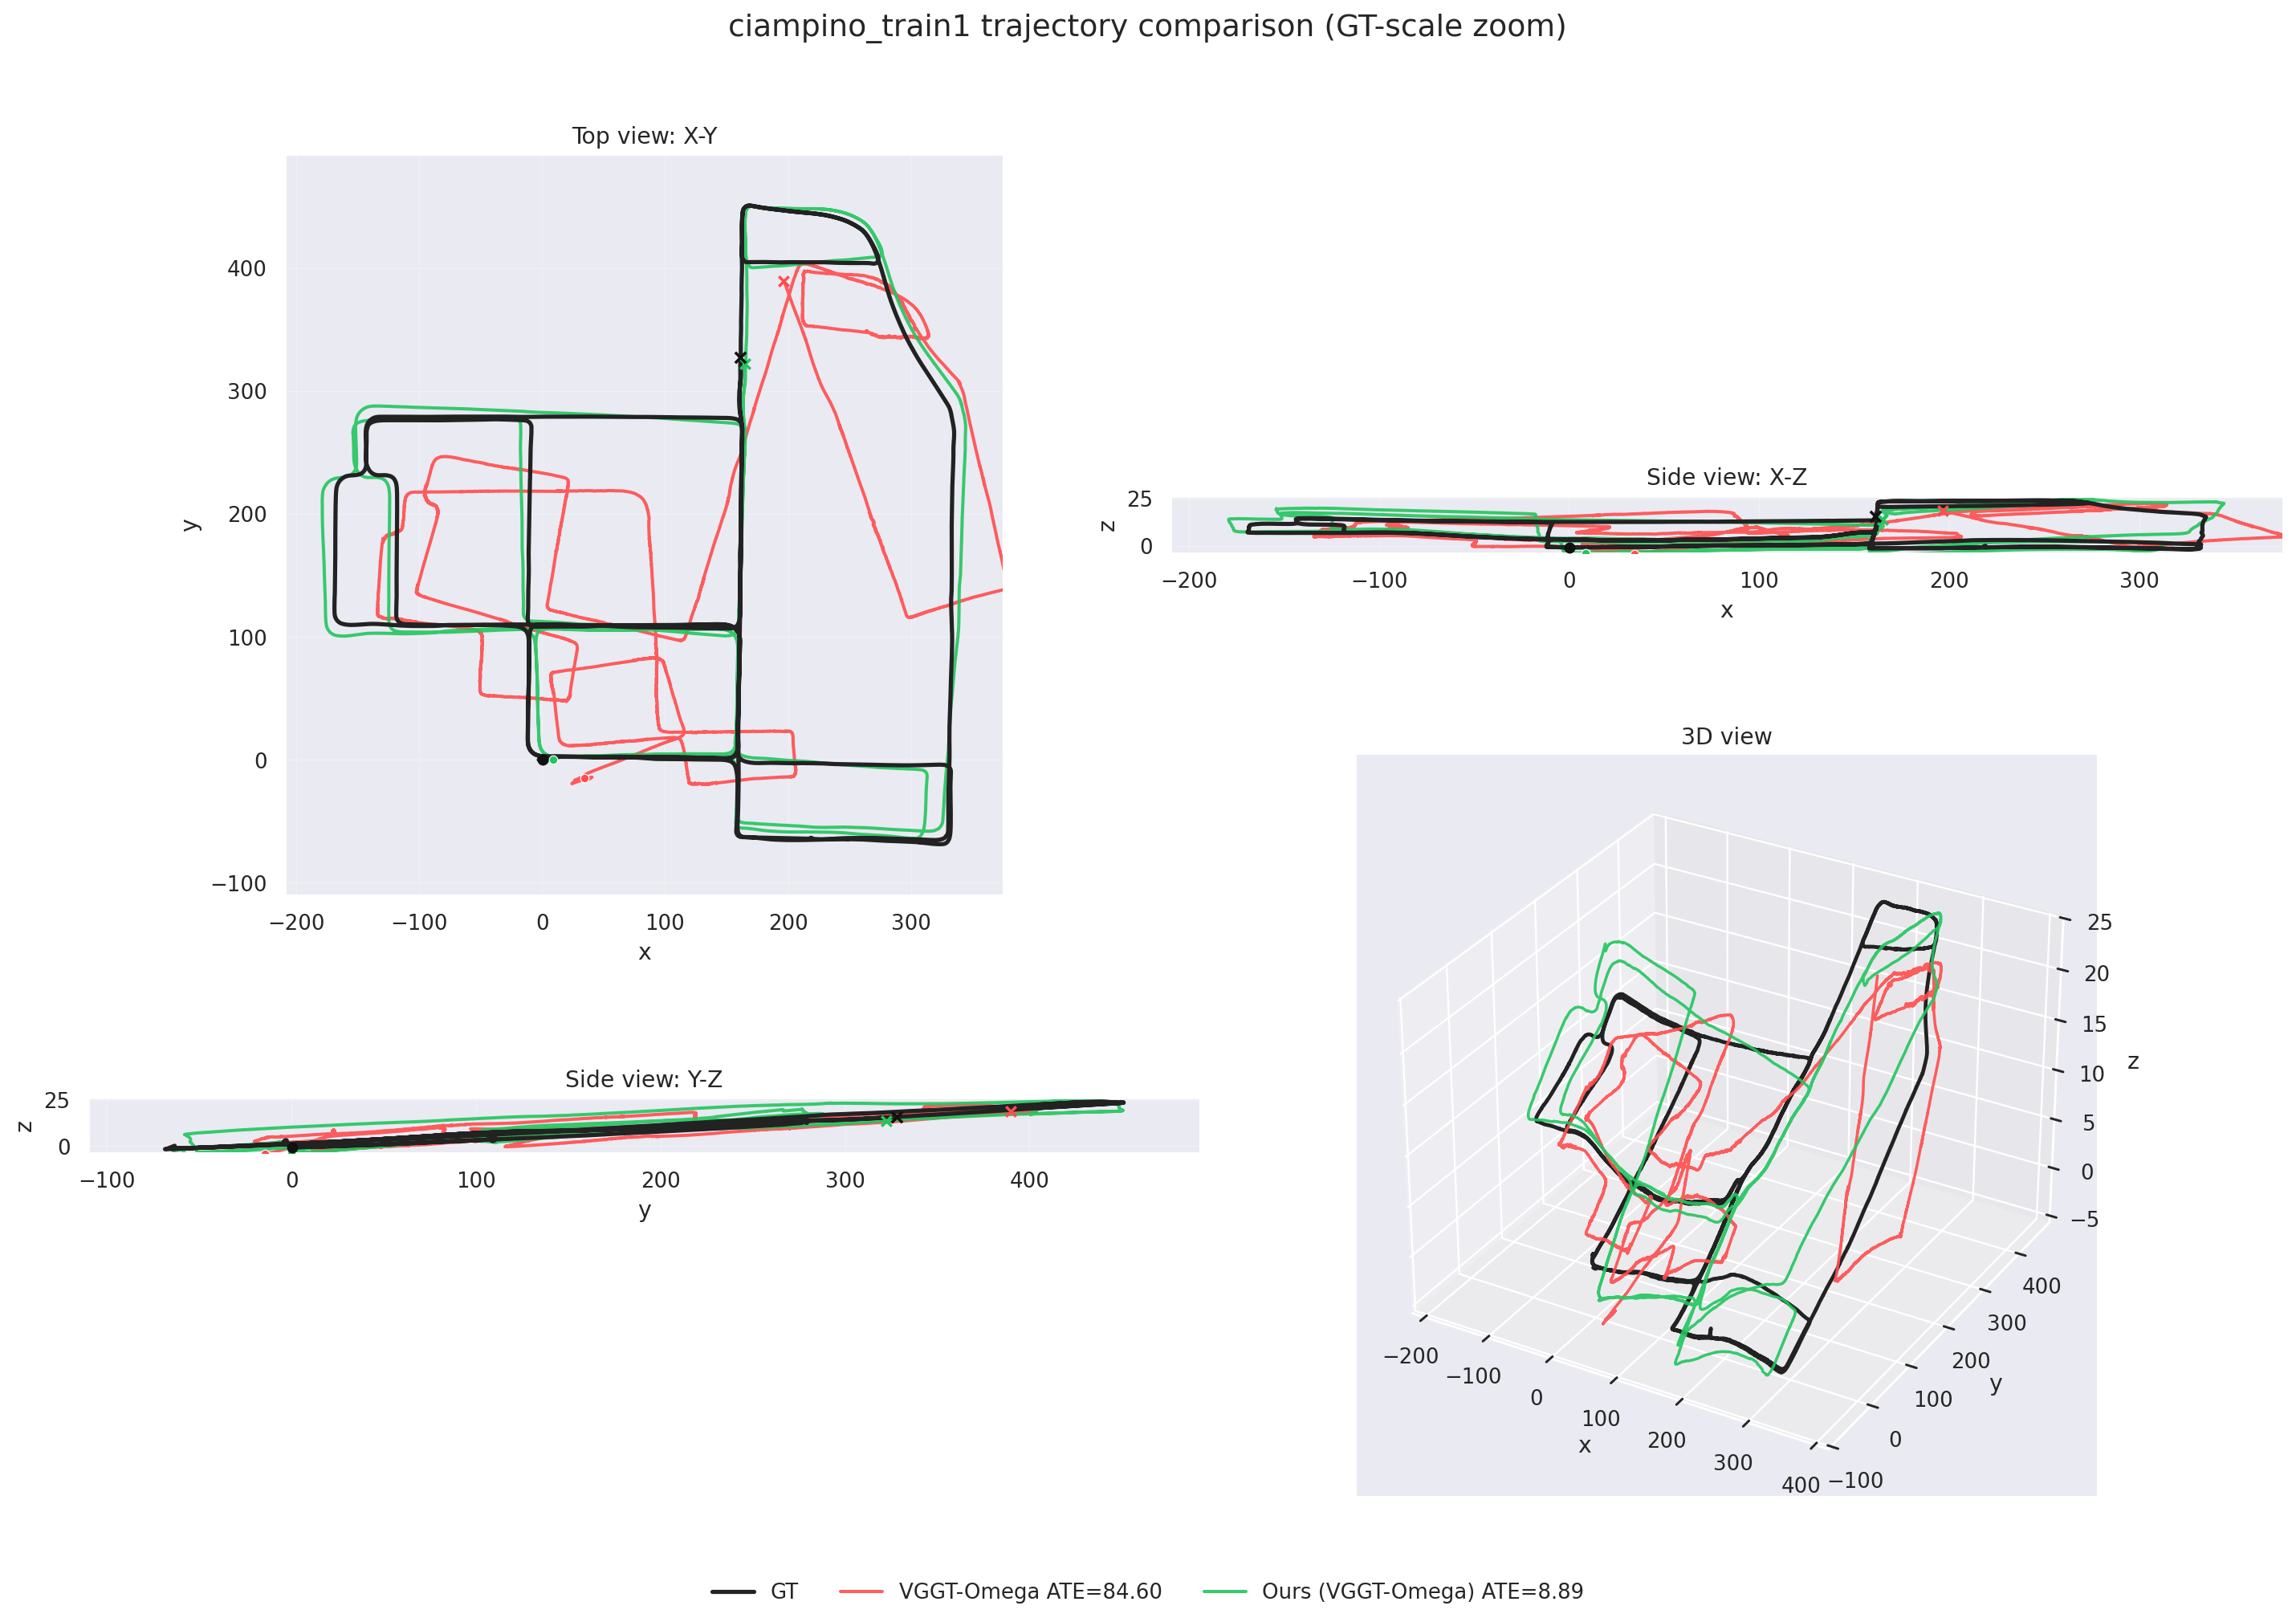 ciampino_train1 trajectory comparison (GT-scale zoom)
Top view: X-Y
400
300
200
100
0
−100
y
−200
−100
0
100
200
300
x
Side view: X-Z
25
0
z
−200
−100
0
100
200
300
x
Side view: Y-Z
25
0
z
−100
0
100
200
300
400
y
3D view
25
20
15
10
5
0
−5
z
400
300
200
100
0
−100
y
−200
−100
0
100
200
300
400
x
GT
VGGT-Omega ATE=84.60
Ours (VGGT-Omega) ATE=8.89